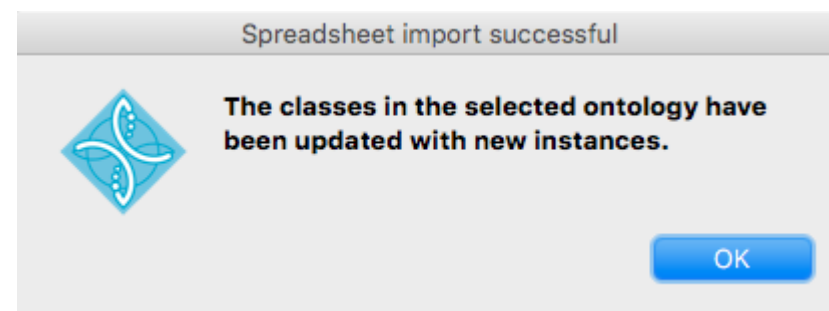 Spreadsheet import successful
The classes in the selected ontology have
been updated with new instances.
OK